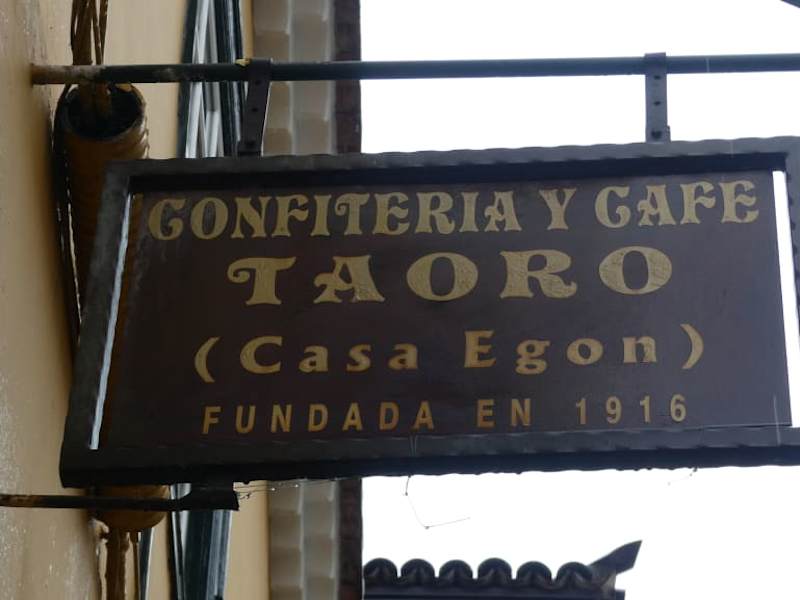 CONFITERIA Y CAFE
TAORO
(Casa Egon)
FUNDADA EN 1916